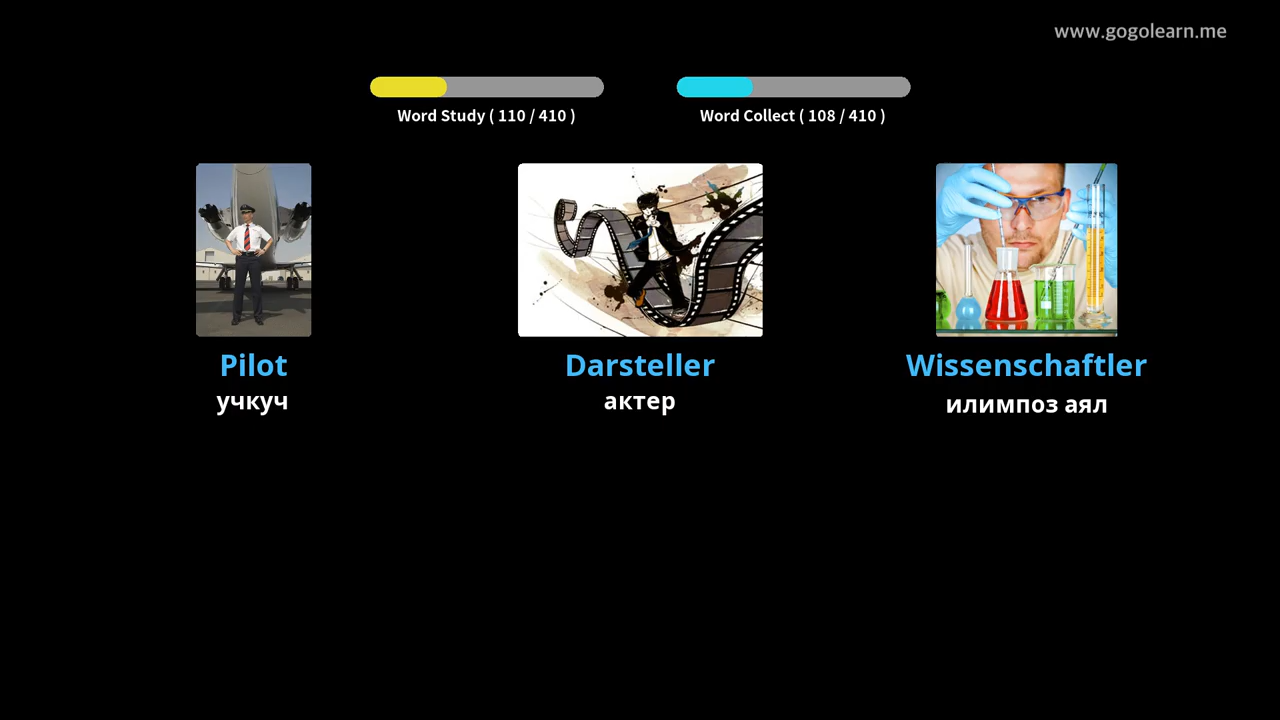 www.gogolearn.me
Word Study ( 110 / 410 )
Word Collect ( 108 / 410 )
Pilot
учкуч
Darsteller
актер
Wissenschaftler
илимпоз аял